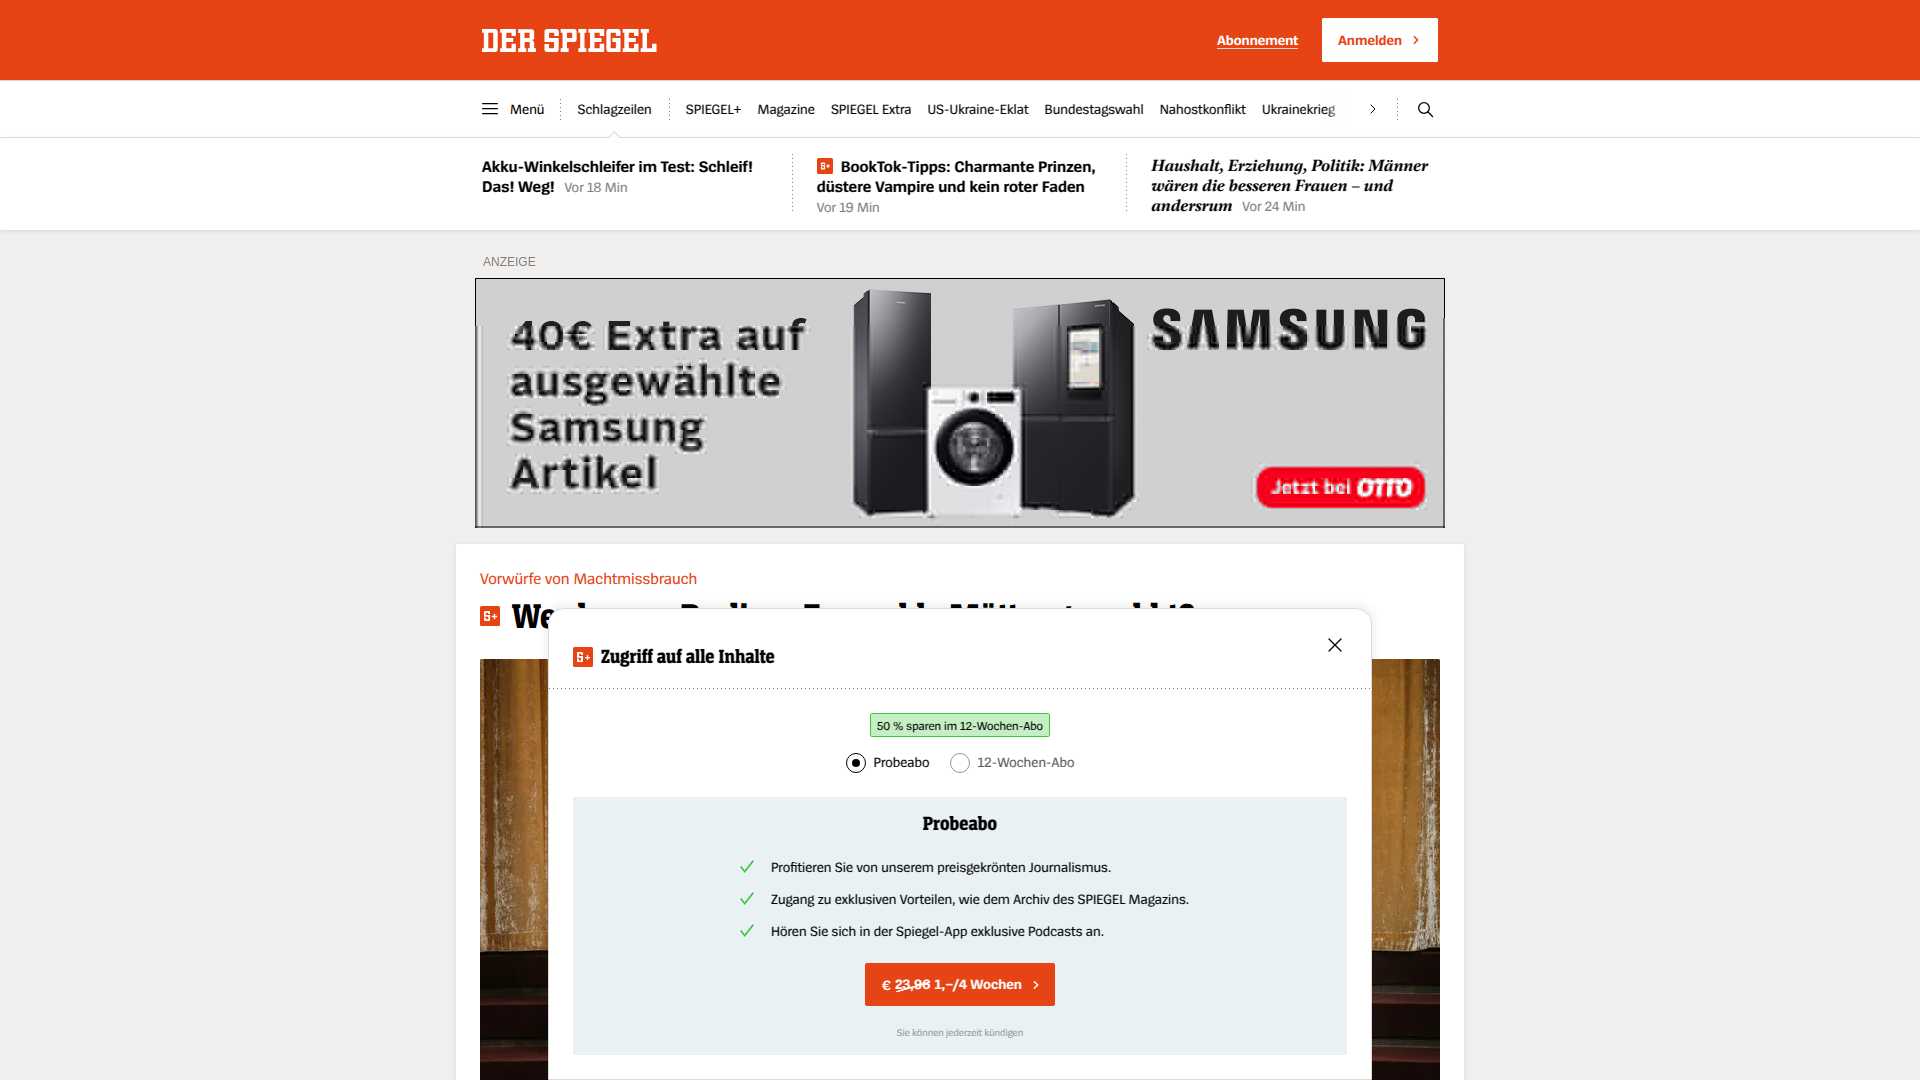 DER SPIEGEL
Abonnement
Anmelden
Menü
Schlagzeilen
SPIEGEL+
Magazine
SPIEGEL Extra
US-Ukraine-Eklat
Bundestagswahl
Nahostkonflikt
Ukrainekrieg
Akku-Winkelschleifer im Test: Schleif!
Das! Weg! Vor 18 Min
BookTok-Tipps: Charmante Prinzen,
düstere Vampire und kein roter Faden
Vor 19 Min
Haushalt, Erziehung, Politik: Männer
wären die besseren Frauen – und
andersrum Vor 24 Min
ANZEIGE
40€ Extra auf
ausgewählte
Samsung
Artikel
SAMSUNG
Jetzt bei OTTO
Vorwürfe von Machtmissbrauch
Zugriff auf alle Inhalte
50 % sparen im 12-Wochen-Abo
Probeabo
12-Wochen-Abo
Probeabo
Profitieren Sie von unserem preisgekrönten Journalismus.
Zugang zu exklusiven Vorteilen, wie dem Archiv des SPIEGEL Magazins.
Hören Sie sich in der Spiegel-App exklusive Podcasts an.
€ 23,96 1,–/4 Wochen
Sie können jederzeit kündigen